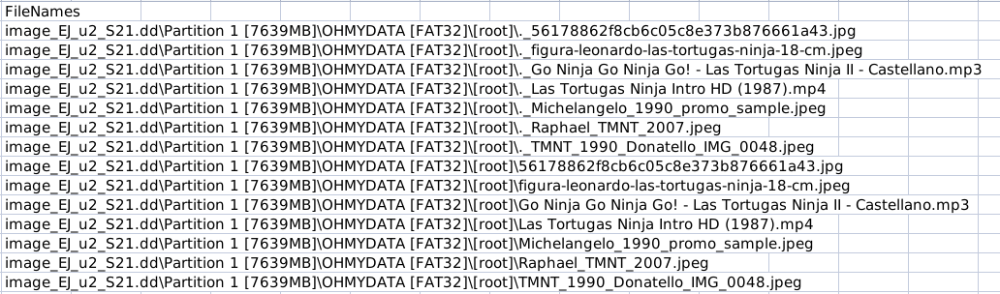 FileNames
image_EJ_u2_S21.dd\Partition 1 [7639MB]\OHMYDATA [FAT32]\[root]\._56178862f8cb6c05c8e373b876661a43.jpg
image_EJ_u2_S21.dd\Partition 1 [7639MB]\OHMYDATA [FAT32]\[root]\._figura-leonardo-las-tortugas-ninja-18-cm.jpeg
image_EJ_u2_S21.dd\Partition 1 [7639MB]\OHMYDATA [FAT32]\[root]\._Go Ninja Go Ninja Go! - Las Tortugas Ninja II - Castellano.mp3
image_EJ_u2_S21.dd\Partition 1 [7639MB]\OHMYDATA [FAT32]\[root]\._Las Tortugas Ninja Intro HD (1987).mp4
image_EJ_u2_S21.dd\Partition 1 [7639MB]\OHMYDATA [FAT32]\[root]\._Michelangelo_1990_promo_sample.jpeg
image_EJ_u2_S21.dd\Partition 1 [7639MB]\OHMYDATA [FAT32]\[root]\._Raphael_TMNT_2007.jpeg
image_EJ_u2_S21.dd\Partition 1 [7639MB]\OHMYDATA [FAT32]\[root]\._TMNT_1990_Donatello_IMG_0048.jpeg
image_EJ_u2_S21.dd\Partition 1 [7639MB]\OHMYDATA [FAT32]\[root]\56178862f8cb6c05c8e373b876661a43.jpg
image_EJ_u2_S21.dd\Partition 1 [7639MB]\OHMYDATA [FAT32]\[root]\figura-leonardo-las-tortugas-ninja-18-cm.jpeg
image_EJ_u2_S21.dd\Partition 1 [7639MB]\OHMYDATA [FAT32]\[root]\Go Ninja Go Ninja Go! - Las Tortugas Ninja II - Castellano.mp3
image_EJ_u2_S21.dd\Partition 1 [7639MB]\OHMYDATA [FAT32]\[root]\Las Tortugas Ninja Intro HD (1987).mp4
image_EJ_u2_S21.dd\Partition 1 [7639MB]\OHMYDATA [FAT32]\[root]\Michelangelo_1990_promo_sample.jpeg
image_EJ_u2_S21.dd\Partition 1 [7639MB]\OHMYDATA [FAT32]\[root]\Raphael_TMNT_2007.jpeg
image_EJ_u2_S21.dd\Partition 1 [7639MB]\OHMYDATA [FAT32]\[root]\TMNT_1990_Donatello_IMG_0048.jpeg